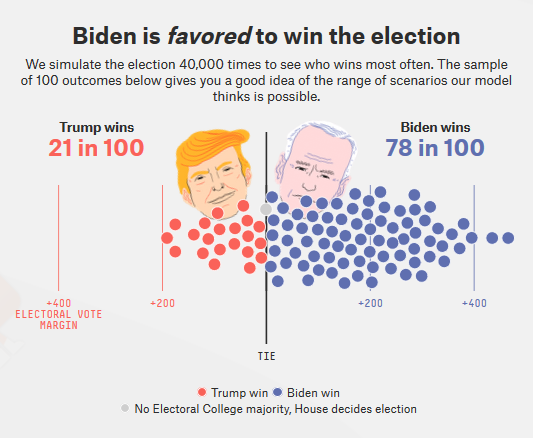 Biden is favored to win the election
We simulate the election 40,000 times to see who wins most often. The sample
of 100 outcomes below gives you a good idea of the range of scenarios our model
thinks is possible.
Trump wins
21 in 100
Biden wins
78 in 100
+400
ELECTORAL VOTE
MARGIN
+200
+200
+400
TIE
Trump win Biden win
No Electoral College majority, House decides election